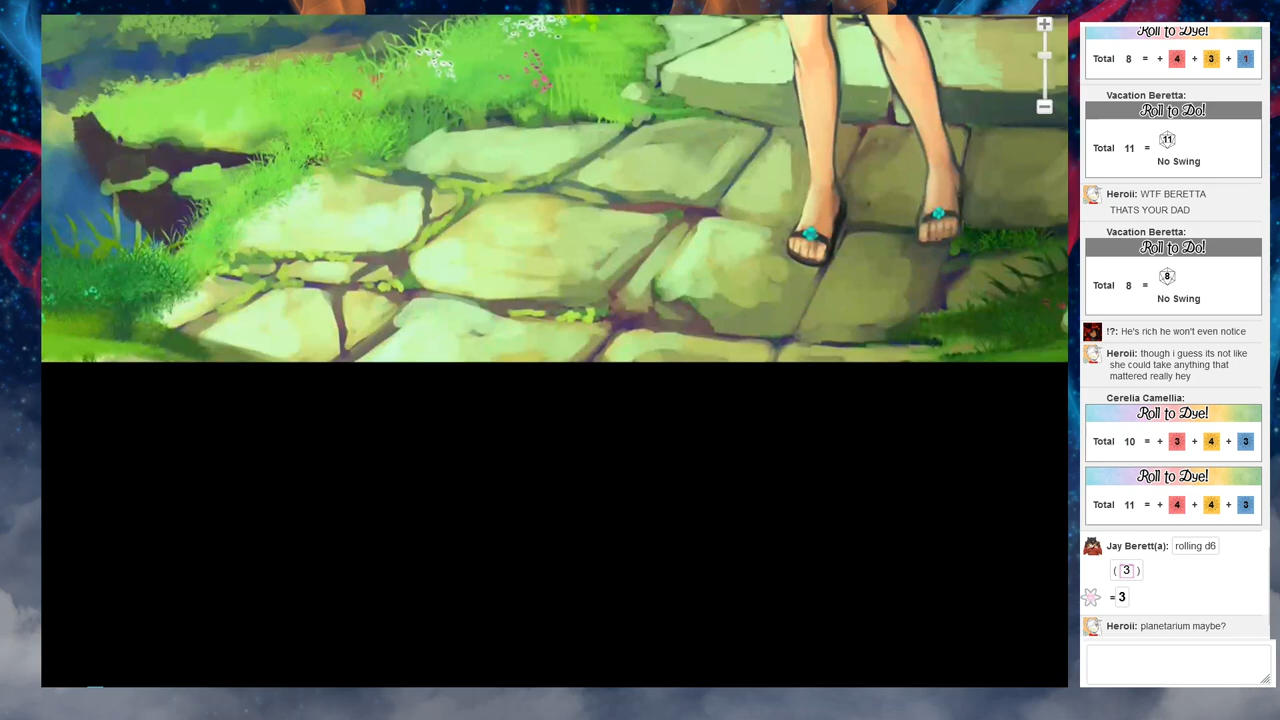 Roll to Dye!
Total 8 = + 4 + 3 + 1
Vacation Beretta:
Roll to Do!
11
Total 11 =
No Swing
Heroii: WTF BERETTA
THATS YOUR DAD
Vacation Beretta:
Roll to Do!
8
Total 8 =
No Swing
!?: He's rich he won't even notice
Heroii: though i guess its not like
she could take anything that
mattered really hey
Cerelia Camellia:
Roll to Dye!
Total 10 = + 3 + 4 + 3
Roll to Dye!
Total 11 = + 4 + 4 + 3
Jay Berett(a): rolling d6
( 3 )
= 3
Heroii: planetarium maybe?